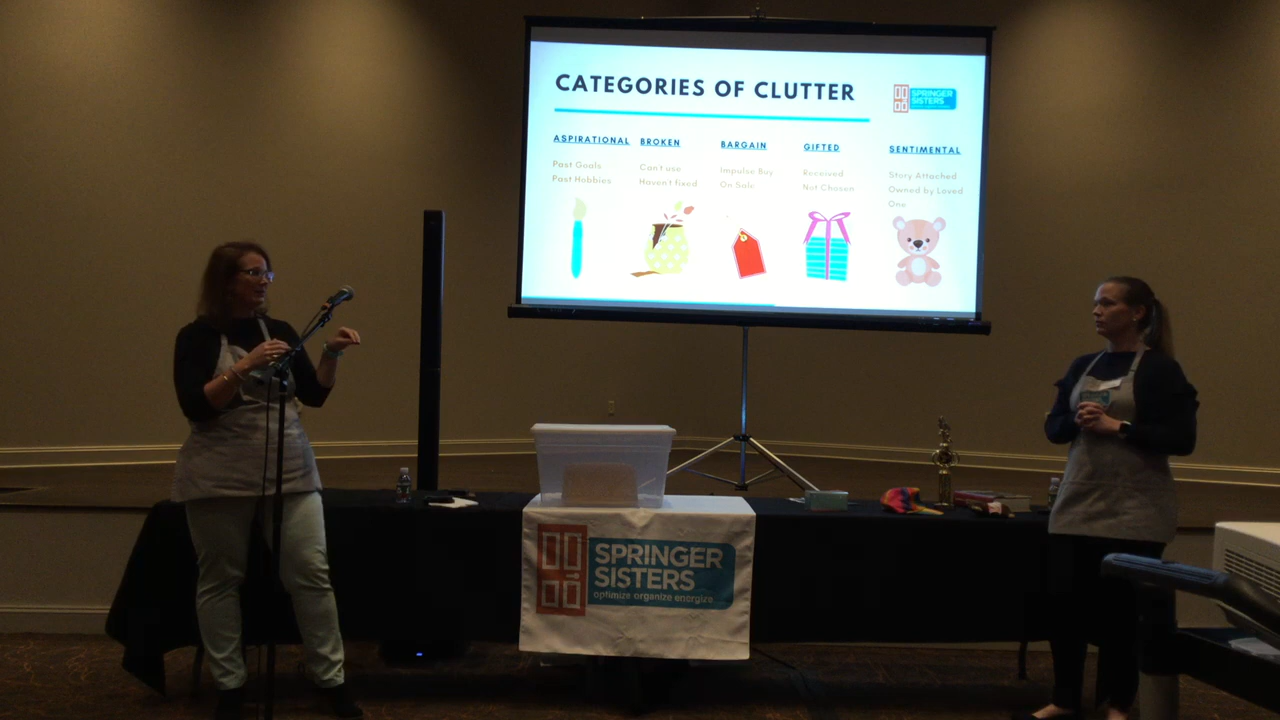 CATEGORIES OF CLUTTER
SPRINGER
SISTERS
ASPIRATIONAL
Past Goals
Past Hobbies
BROKEN
Can't use
Haven't fixed
BARGAIN
Impulse Buy
On Sale
GIFTED
Received
Not Chosen
SENTIMENTAL
Story Attached
Owned by Loved
One
SPRINGER
SISTERS
optimize organize energize